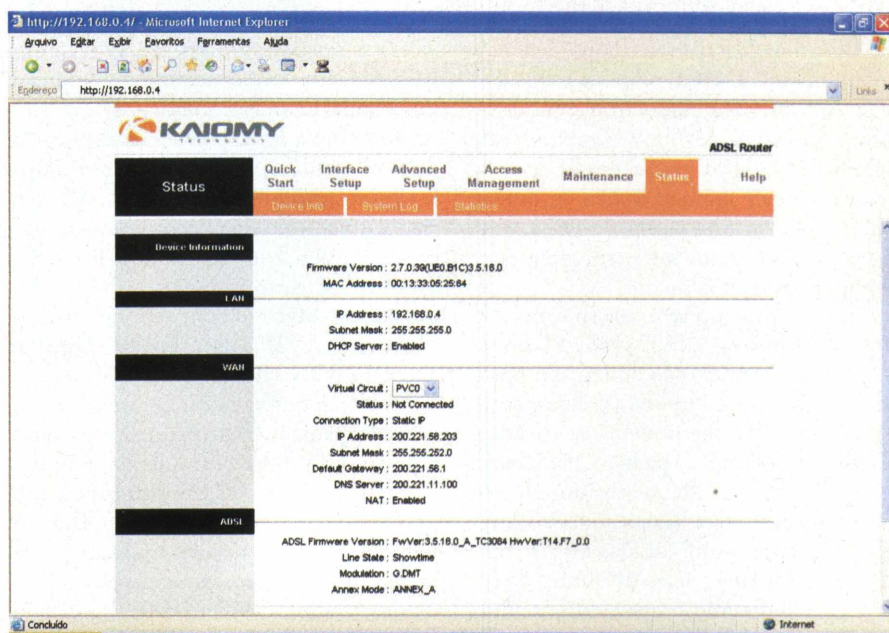 http://192.168.0.4/ - Microsoft Internet Explorer
Arquivo Editar Exibir Favoritos Ferramentas Ajuda
Endereço http://192.168.0.4 Links
KAIOMY
TECHNOLOGY
ADSL Router
Status
Quick Start
Interface Setup
Advanced Setup
Access Management
Maintenance
Status
Help
Device Info
System Log
Statistics
Device Information
Firmware Version : 2.7.0.39(UE0.B1C)3.5.18.0
MAC Address : 00:13:33:05:25:64
LAN
IP Address : 192.168.0.4
Subnet Mask : 255.255.255.0
DHCP Server : Enabled
WAN
Virtual Circuit : PVC0
Status : Not Connected
Connection Type : Static IP
IP Address : 200.221.58.203
Subnet Mask : 255.255.252.0
Default Gateway : 200.221.56.1
DNS Server : 200.221.11.100
NAT : Enabled
ADSL
ADSL Firmware Version : FwVer:3.5.18.0_A_TC3084 HwVer:T14.F7_0.0
Line State : Showtime
Modulation : G.DMT
Annex Mode : ANNEX_A
Concluído
Internet